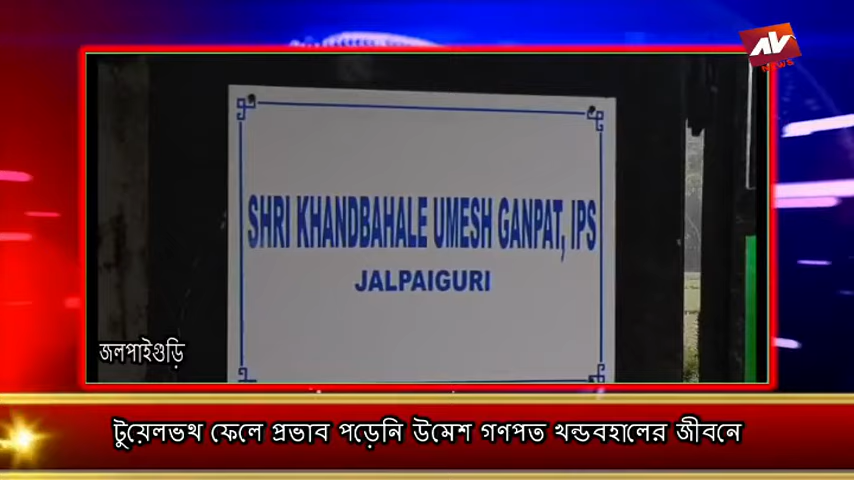 AV
NEWS
SHRI KHANDBAHALE UMESH GANPAT, IPS
JALPAIGURI
জলপাইগুড়ি
টুয়েলভথ ফেলে প্রভাব পড়েনি উমেশ গণপত খন্ডবহালের জীবনে